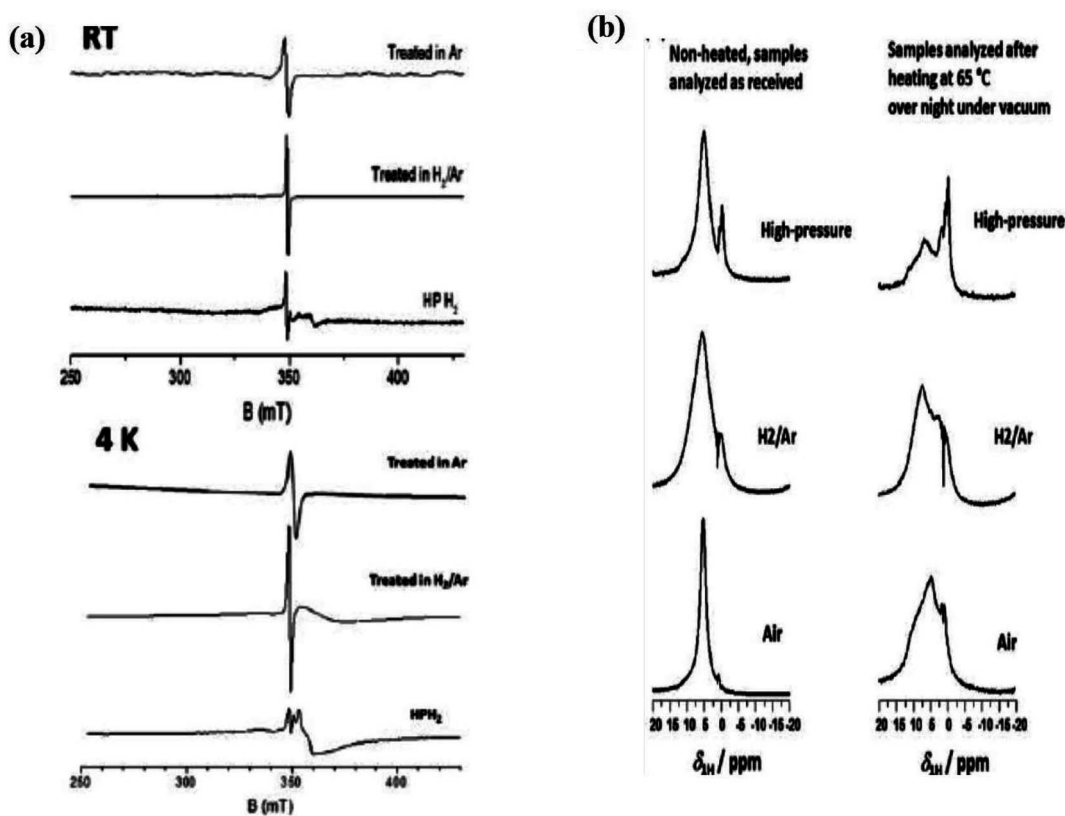 (a)
RT
Treated in Ar
Treated in H2/Ar
HP H2
250 300 350 400
B (mT)
4 K
Treated in Ar
Treated in H2/Ar
HPH2
250 300 350 400
B (mT)
(b)
Non-heated, samples
analyzed as received
High-pressure
H2/Ar
Air
20 15 10 5 0 -5 -10 -15 -20
δ1H / ppm
Samples analyzed after
heating at 65 °C
over night under vacuum
High-pressure
H2/Ar
Air
20 15 10 5 0 -5 -10 -15 -20
δ1H / ppm